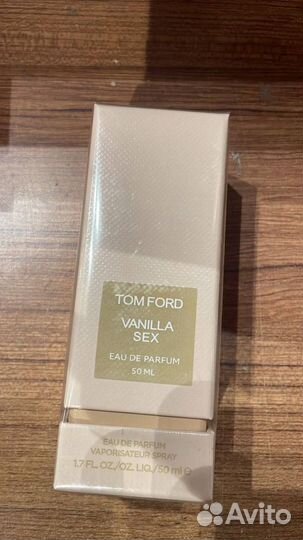 TOM FORD
VANILLA
SEX
EAU DE PARFUM
50 ML
EAU DE PARFUM
VAPORISATEUR SPRAY
1.7 FL. OZ./OZ. LIQ./50 ml ℮
Avito